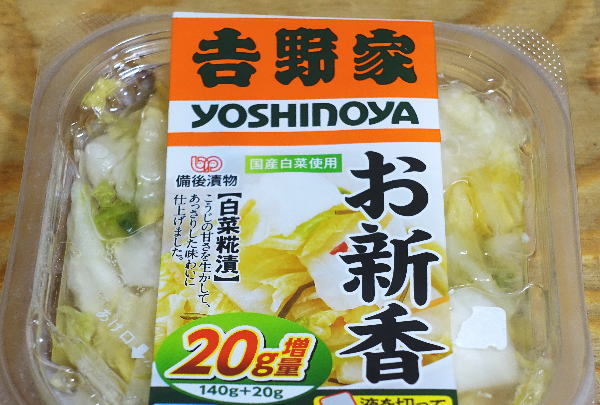 吉野家
YOSHINOYA
国産白菜使用
備後漬物
お新香
【白菜糀漬】
こうじの甘さを生かして、
あっさりした味わいに
仕上げました。
あけ口
20g増量
140g+20g
液を切って